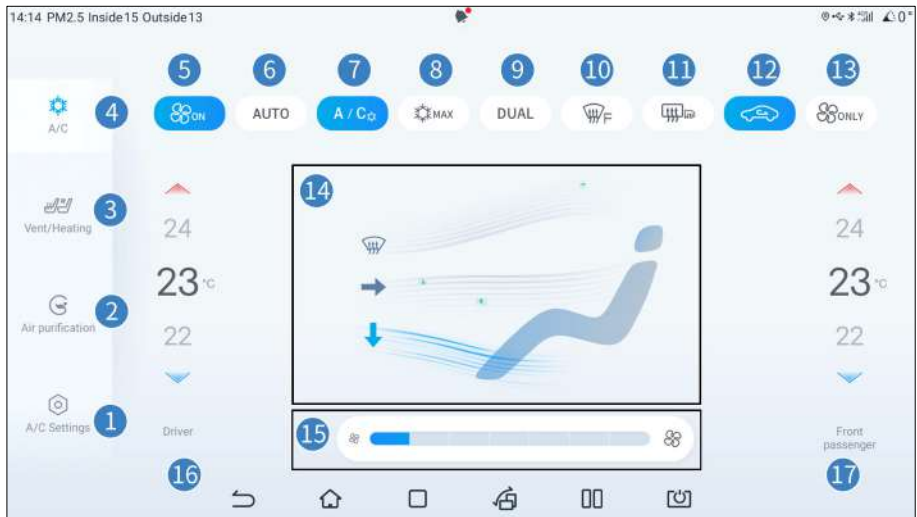 14:14 PM2.5 Inside15 Outside13
0°
5 6 7 8 9 10 11 12 13
4 A/C
ON AUTO A/C MAX DUAL F ONLY
3 Vent/Heating
2 Air purification
1 A/C Settings
24
23 °C
22
Driver
16
14
15
24
23 °C
22
Front
passenger
17